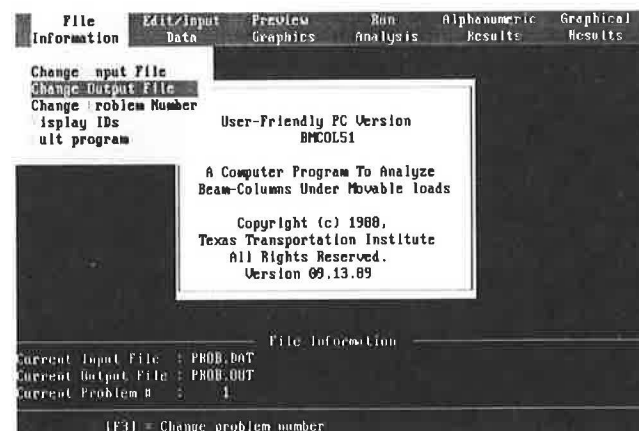 File Edit/Input Preview Run Alphanumeric Graphical
Information Data Graphics Analysis Results Results
Change nput File
Change Output File
Change roblem Number
isplay IDs
uit program
User-Friendly PC Version
BMCOL51
A Computer Program To Analyze
Beam-Columns Under Movable loads
Copyright (c) 1988,
Texas Transportation Institute
All Rights Reserved.
Version 09.13.89
File Information
Current Input File : PROB.DAT
Current Output File : PROB.OUT
Current Problem # : 1
[F3] = Change problem number